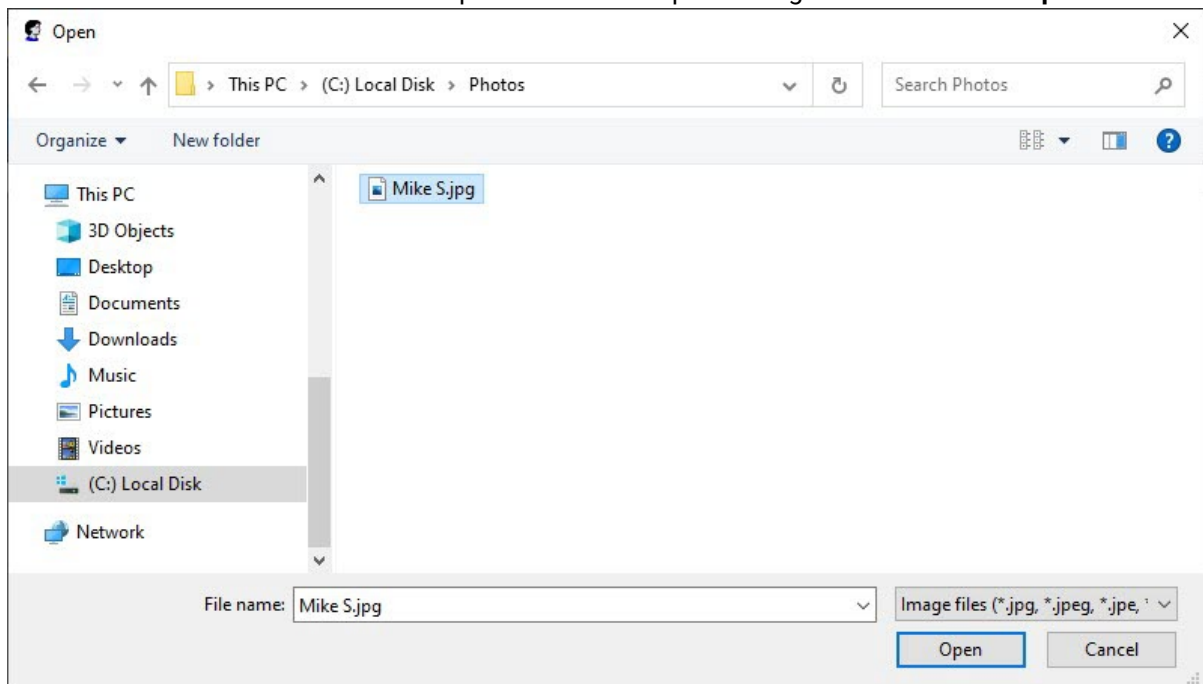 Open
This PC > (C:) Local Disk > Photos
Search Photos
Organize
New folder
This PC
Mike S.jpg
3D Objects
Desktop
Documents
Downloads
Music
Pictures
Videos
(C:) Local Disk
Network
File name: Mike S.jpg
Image files (*.jpg, *.jpeg, *.jpe,
Open
Cancel